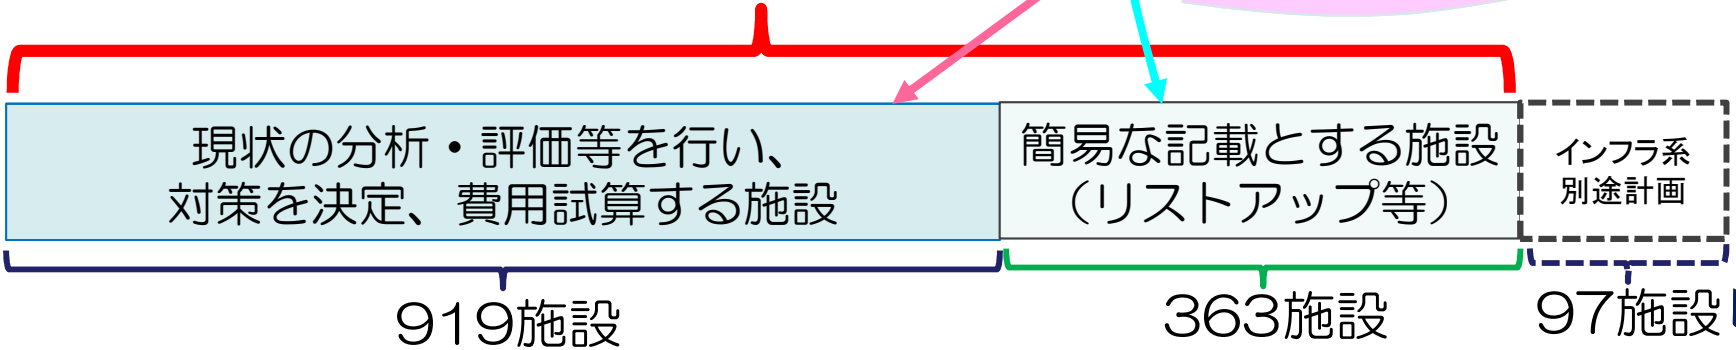 現状の分析・評価等を行い、
対策を決定、費用試算する施設
簡易な記載とする施設
（リストアップ等）
インフラ系
別途計画
919施設
363施設
97施設